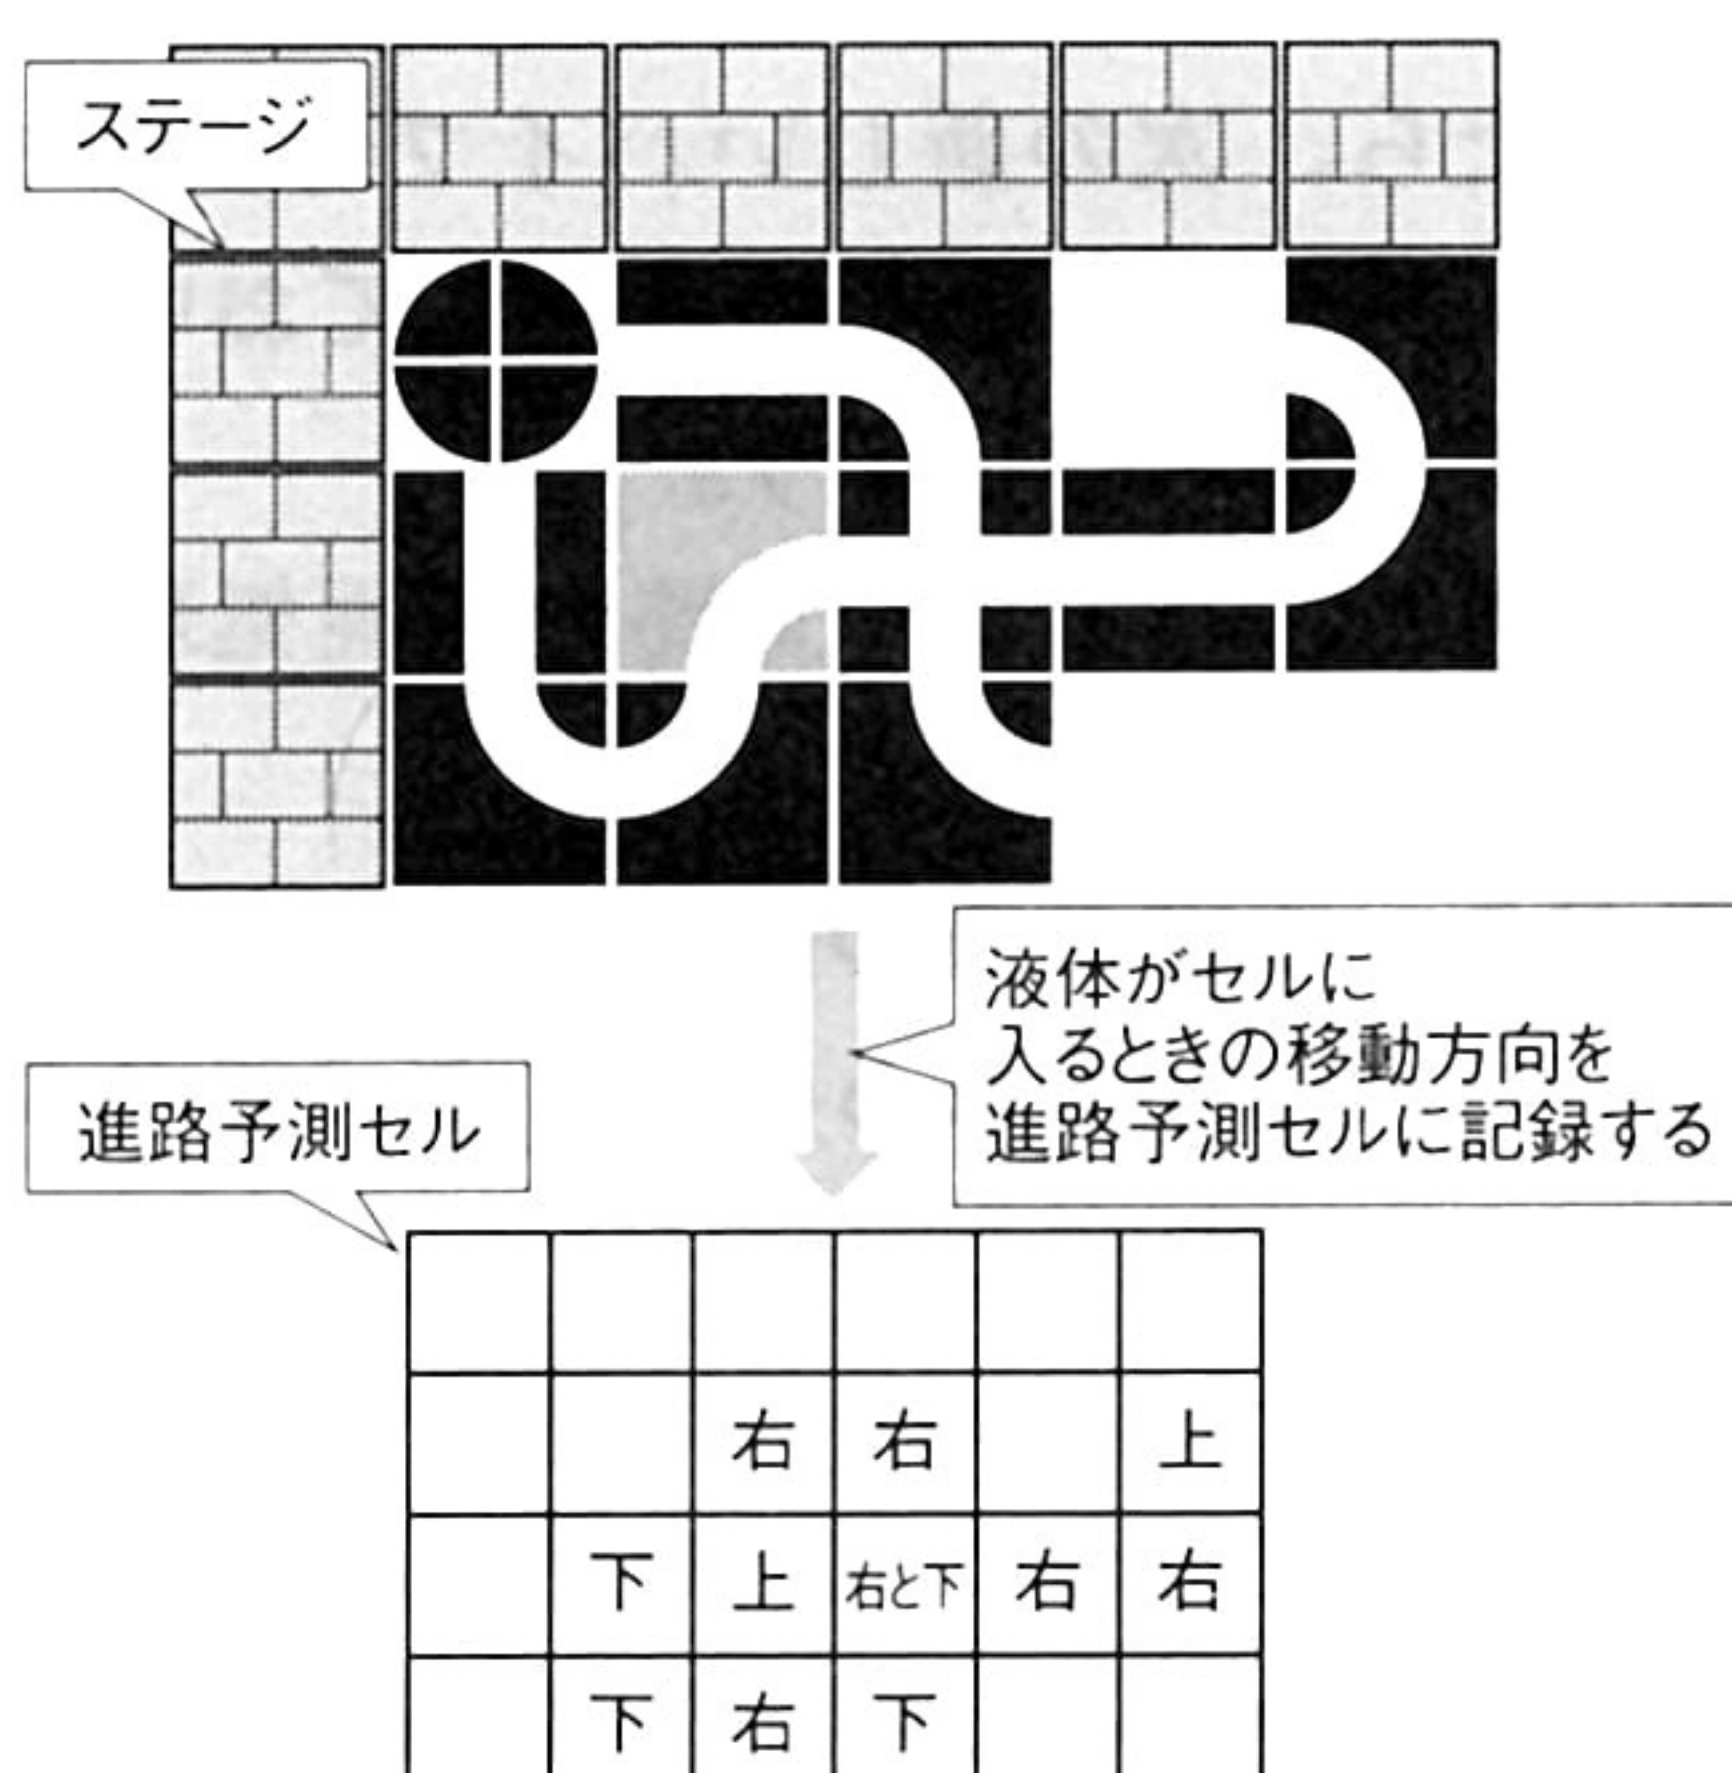 ステージ
液体がセルに
入るときの移動方向を
進路予測セルに記録する
進路予測セル
右 右 上
下 上 右と下 右 右
下 右 下